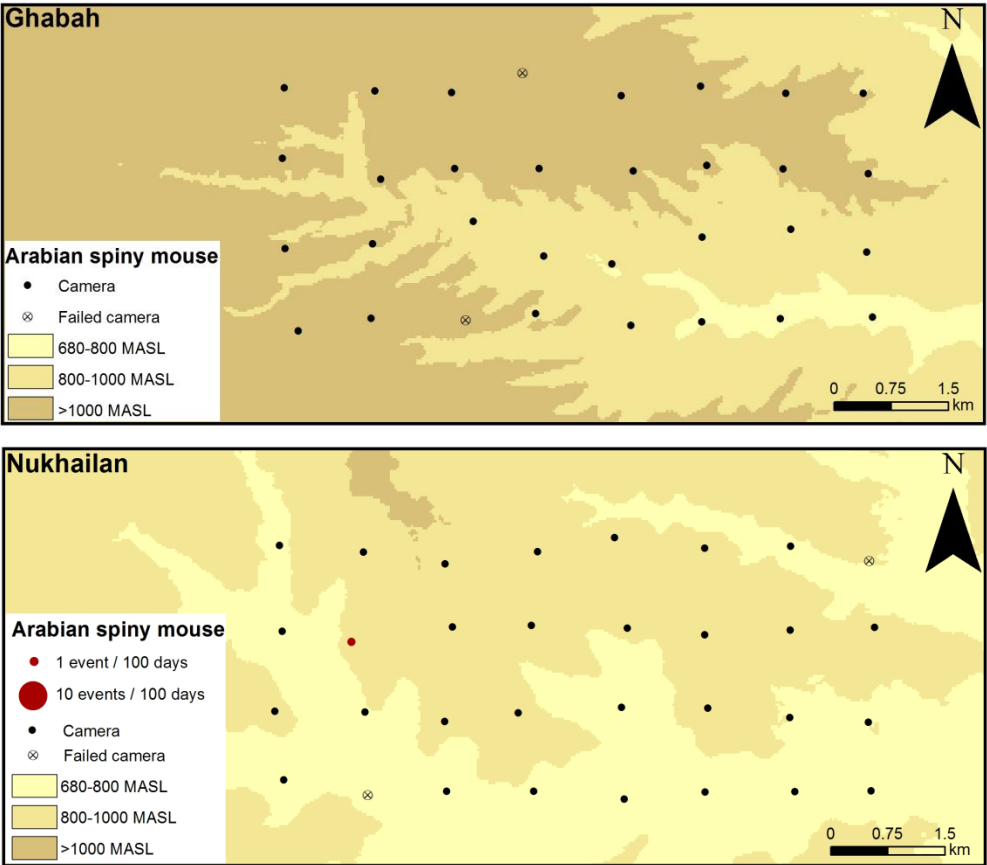 Ghabah
N
Arabian spiny mouse
Camera
Failed camera
680-800 MASL
800-1000 MASL
>1000 MASL
0 0.75 1.5
km
Nukhailan
N
Arabian spiny mouse
1 event / 100 days
10 events / 100 days
Camera
Failed camera
680-800 MASL
800-1000 MASL
>1000 MASL
0 0.75 1.5
km